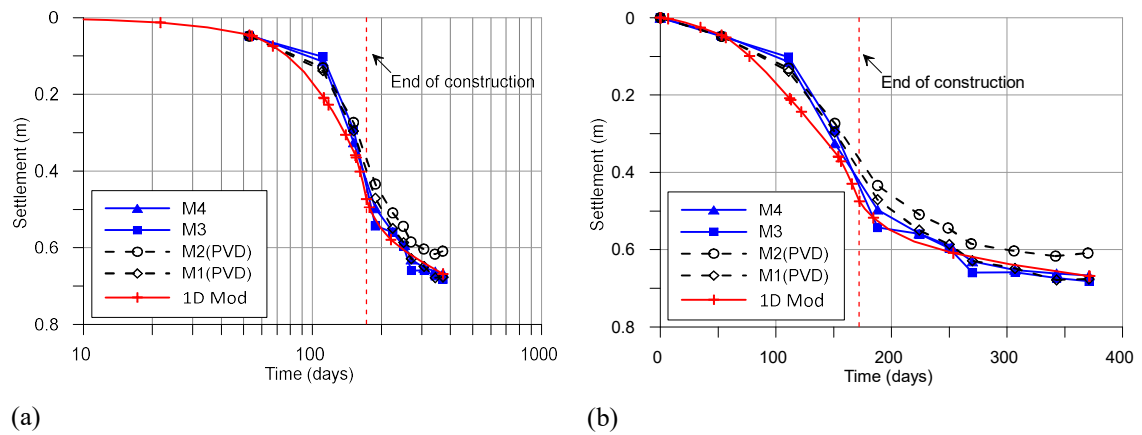 0
0.2
0.4
0.6
0.8
Settlement (m)
End of construction
M4
M3
M2(PVD)
M1(PVD)
1D Mod
10
100
1000
Time (days)
(a)
0
0.2
0.4
0.6
0.8
Settlement (m)
End of construction
M4
M3
M2(PVD)
M1(PVD)
1D Mod
0
100
200
300
400
Time (days)
(b)